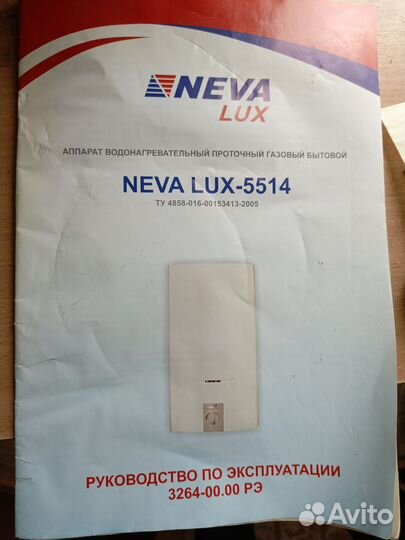 NEVA
LUX
АППАРАТ ВОДОНАГРЕВАТЕЛЬНЫЙ ПРОТОЧНЫЙ ГАЗОВЫЙ БЫТОВОЙ
NEVA LUX-5514
ТУ 4858-016-00153413-2005
РУКОВОДСТВО ПО ЭКСПЛУАТАЦИИ
3264-00.00 РЭ
Avito